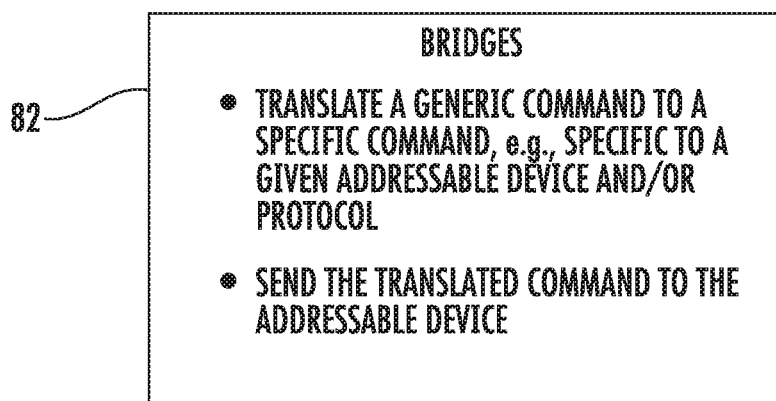 BRIDGES
82
● TRANSLATE A GENERIC COMMAND TO A
SPECIFIC COMMAND, e.g., SPECIFIC TO A
GIVEN ADDRESSABLE DEVICE AND/OR
PROTOCOL
● SEND THE TRANSLATED COMMAND TO THE
ADDRESSABLE DEVICE